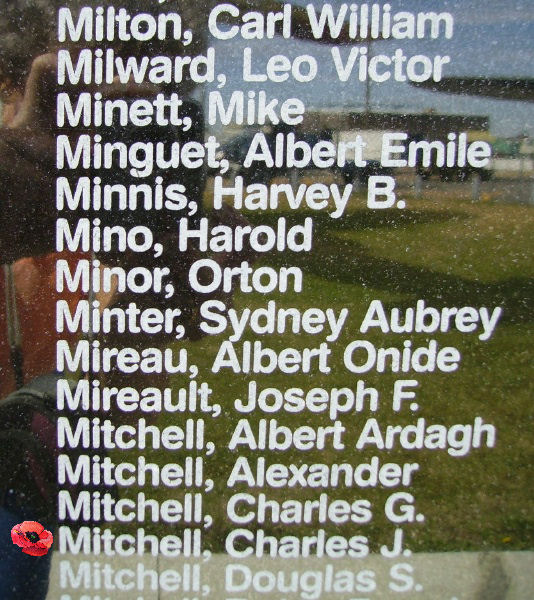 Milton, Carl William
Milward, Leo Victor
Minett, Mike
Minguet, Albert Emile
Minnis, Harvey B.
Mino, Harold
Minor, Orton
Minter, Sydney Aubrey
Mireau, Albert Onide
Mireault, Joseph F.
Mitchell, Albert Ardagh
Mitchell, Alexander
Mitchell, Charles G.
Mitchell, Charles J.
Mitchell, Douglas S.